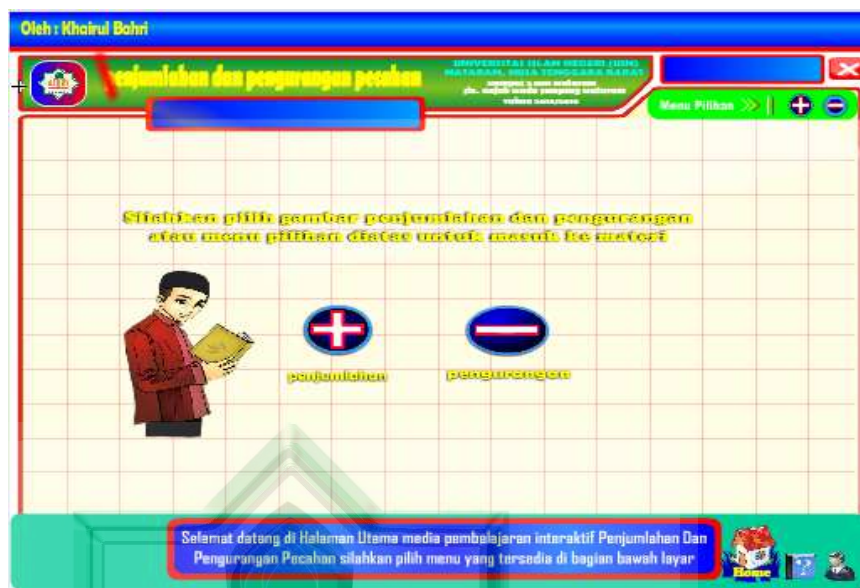 Oleh : Khairul Bahri
Penjumlahan dan pengurangan pecahan
UNIVERSITAS ISLAM NEGERI (UIN)
MATARAM, NUSA TENGGARA BARAT
Menu Pilihan
Silahkan pilih gambar penjumlahan dan pengurangan
atau menu pilihan diatas untuk masuk ke materi
penjumlahan
pengurangan
Selamat datang di Halaman Utama media pembelajaran interaktif Penjumlahan Dan
Pengurangan Pecahan silahkan pilih menu yang tersedia di bagian bawah layar
Home